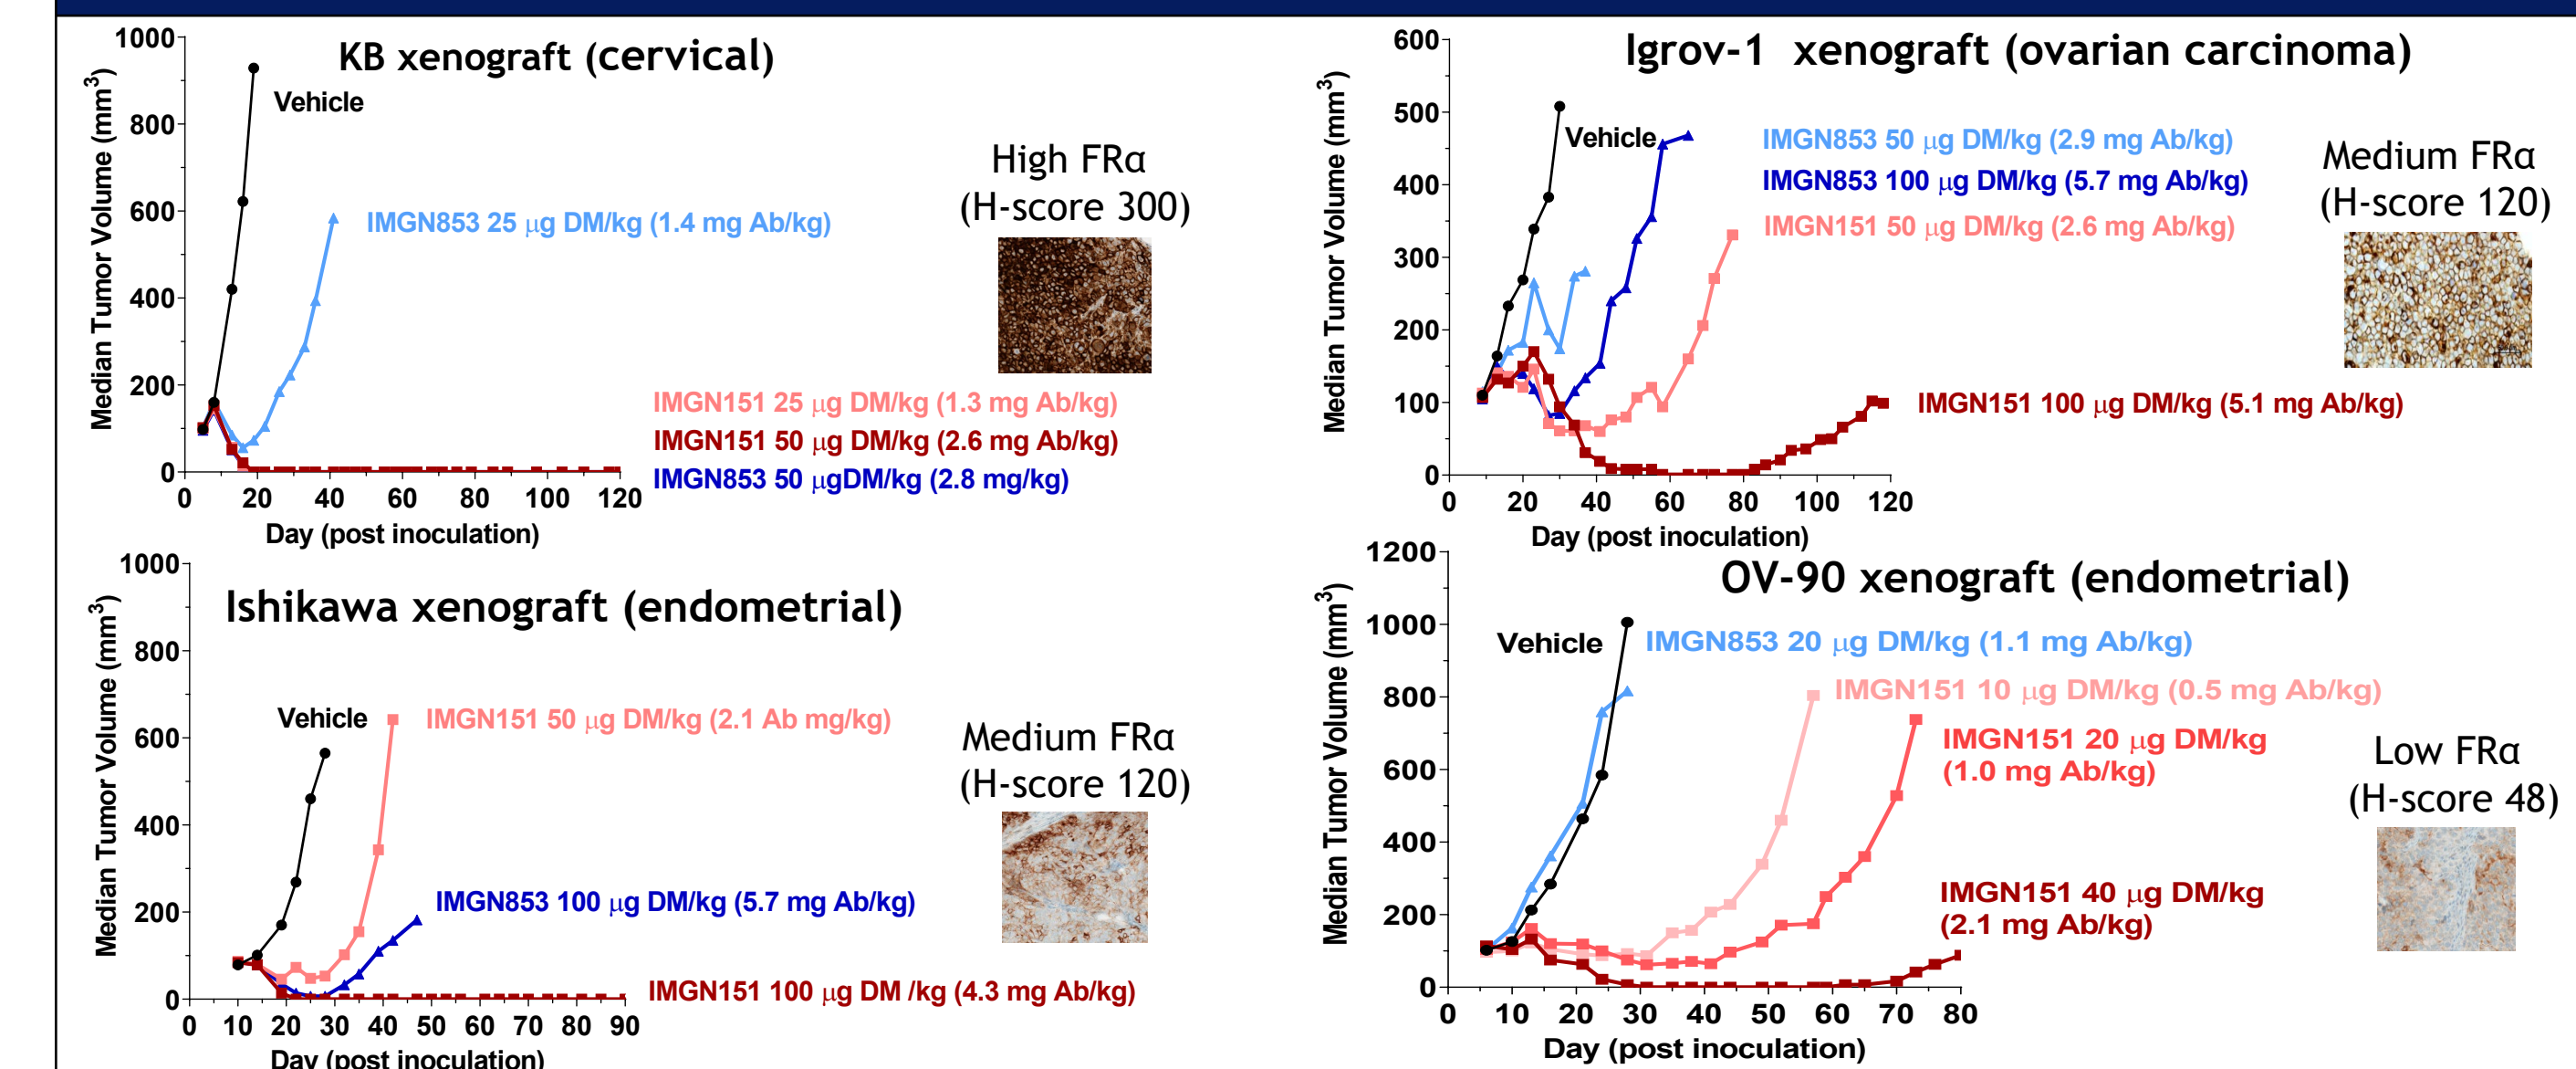 KB xenograft (cervical)
Median Tumor Volume (mm3)
1000
800
600
400
200
0
Vehicle
IMGN853 25 μg DM/kg (1.4 mg Ab/kg)
High FRα
(H-score 300)
IMGN151 25 μg DM/kg (1.3 mg Ab/kg)
IMGN151 50 μg DM/kg (2.6 mg Ab/kg)
IMGN853 50 μgDM/kg (2.8 mg/kg)
0 20 40 60 80 100 120
Day (post inoculation)
Igrov-1 xenograft (ovarian carcinoma)
Median Tumor Volume (mm3)
600
500
400
300
200
100
0
Vehicle
IMGN853 50 μg DM/kg (2.9 mg Ab/kg)
IMGN853 100 μg DM/kg (5.7 mg Ab/kg)
IMGN151 50 μg DM/kg (2.6 mg Ab/kg)
Medium FRα
(H-score 120)
IMGN151 100 μg DM/kg (5.1 mg Ab/kg)
0 20 40 60 80 100 120
Day (post inoculation)
Ishikawa xenograft (endometrial)
Median Tumor Volume (mm3)
1000
800
600
400
200
0
Vehicle
IMGN151 50 μg DM/kg (2.1 Ab mg/kg)
Medium FRα
(H-score 120)
IMGN853 100 μg DM/kg (5.7 mg Ab/kg)
IMGN151 100 μg DM /kg (4.3 mg Ab/kg)
0 10 20 30 40 50 60 70 80 90
Day (post inoculation)
OV-90 xenograft (endometrial)
Median Tumor Volume (mm3)
1200
1000
800
600
400
200
0
Vehicle
IMGN853 20 μg DM/kg (1.1 mg Ab/kg)
IMGN151 10 μg DM/kg (0.5 mg Ab/kg)
IMGN151 20 μg DM/kg
(1.0 mg Ab/kg)
Low FRα
(H-score 48)
IMGN151 40 μg DM/kg
(2.1 mg Ab/kg)
0 10 20 30 40 50 60 70 80
Day (post inoculation)